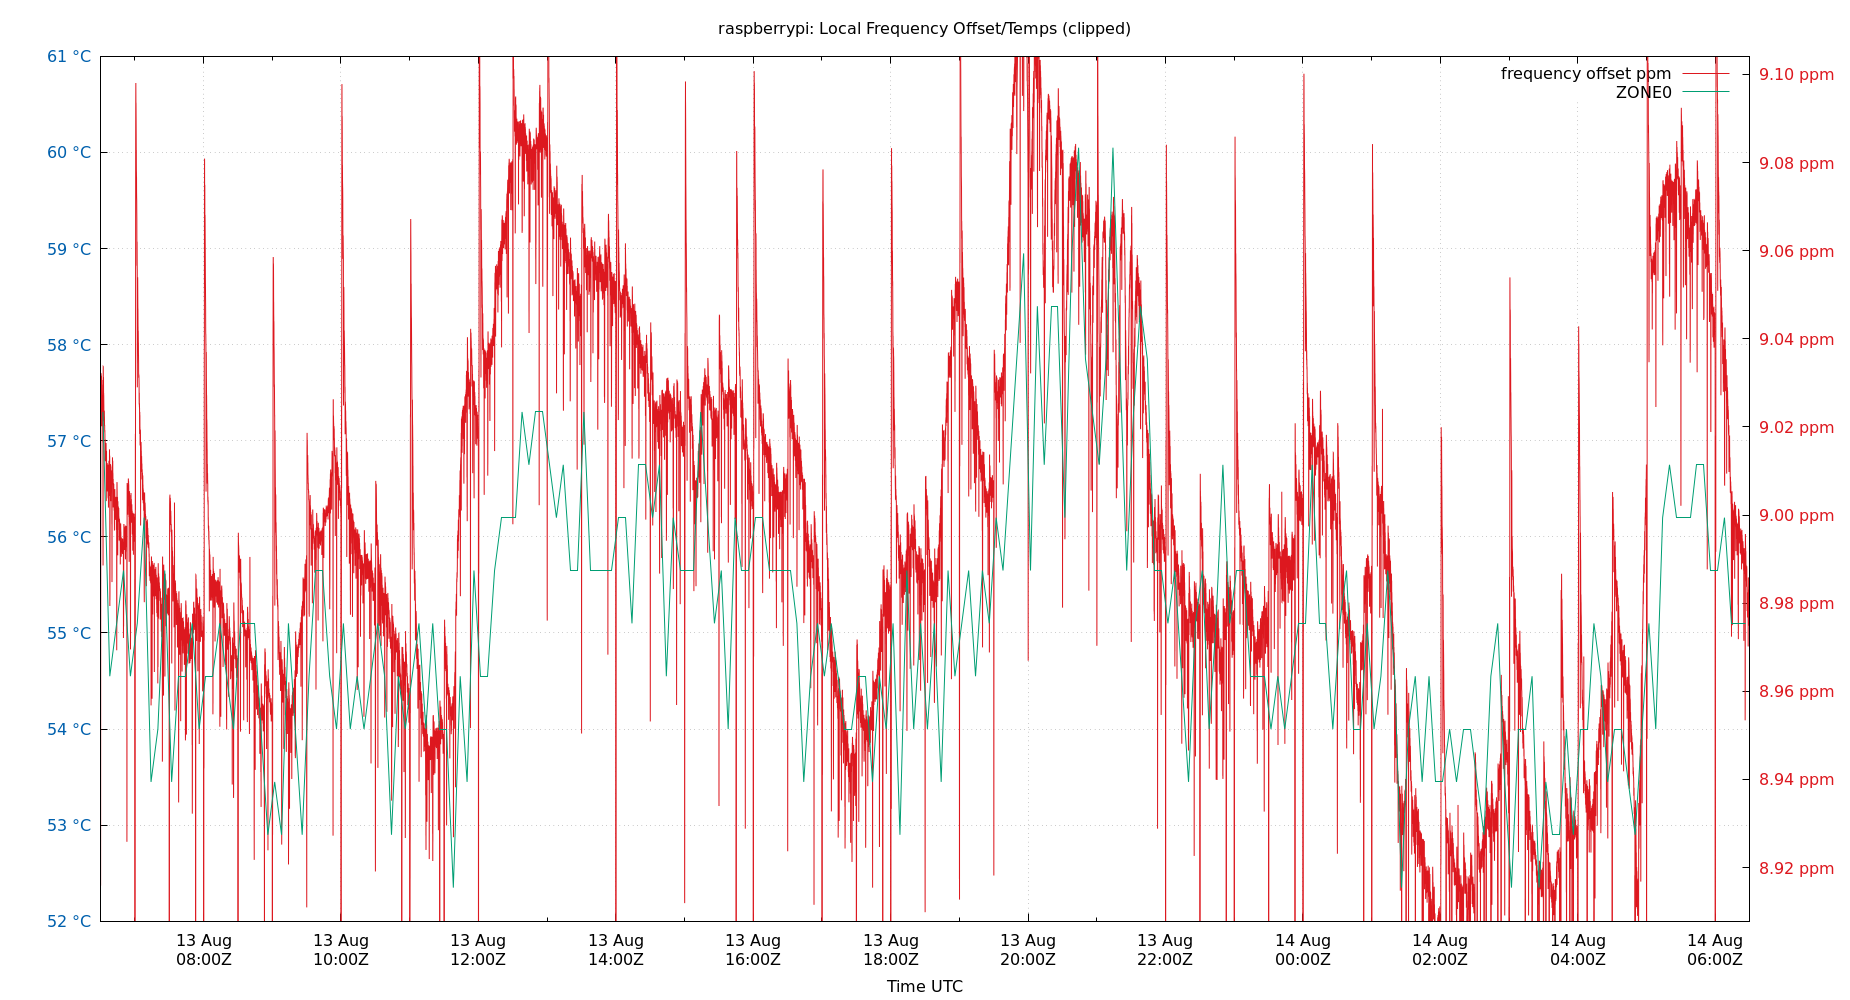 raspberrypi: Local Frequency Offset/Temps (clipped)
61 °C
60 °C
59 °C
58 °C
57 °C
56 °C
55 °C
54 °C
53 °C
52 °C
frequency offset ppm
ZONE0
9.10 ppm
9.08 ppm
9.06 ppm
9.04 ppm
9.02 ppm
9.00 ppm
8.98 ppm
8.96 ppm
8.94 ppm
8.92 ppm
13 Aug
08:00Z
13 Aug
10:00Z
13 Aug
12:00Z
13 Aug
14:00Z
13 Aug
16:00Z
13 Aug
18:00Z
13 Aug
20:00Z
13 Aug
22:00Z
14 Aug
00:00Z
14 Aug
02:00Z
14 Aug
04:00Z
14 Aug
06:00Z
Time UTC